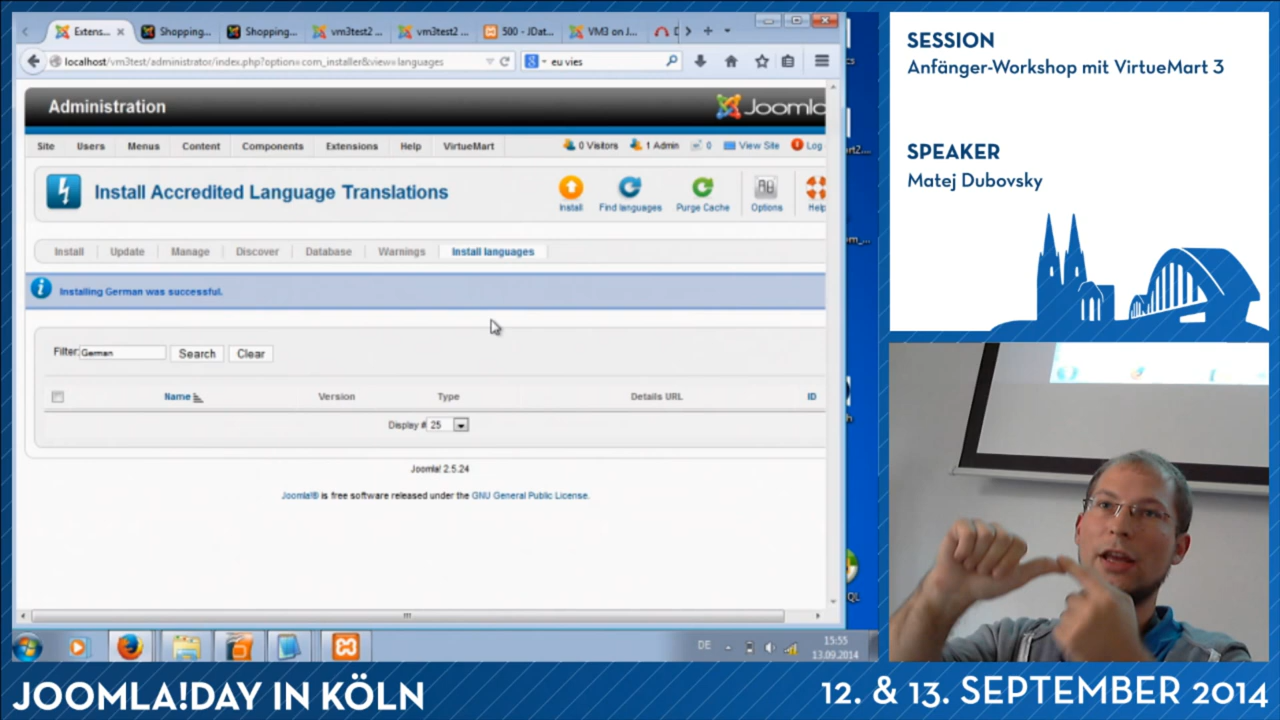 Extens...
Shopping...
Shopping...
vm3test2 ...
vm3test2 ...
500 - JDat...
VM3 on J...
localhost/vm3test/administrator/index.php?option=com_installer&view=languages
eu vies
Administration
Joomla
Site Users Menus Content Components Extensions Help VirtueMart
0 Visitors 1 Admin 0 View Site Log
Install Accredited Language Translations
Install Find languages Purge Cache Options Help
Install Update Manage Discover Database Warnings Install languages
Installing German was successful.
Filter: German Search Clear
Name Version Type Details URL ID
Display # 25
Joomla! 2.5.24
Joomla!® is free software released under the GNU General Public License.
DE
15:55
13.09.2014
SESSION
Anfänger-Workshop mit VirtueMart 3
SPEAKER
Matej Dubovsky
JOOMLA!DAY IN KÖLN
12. & 13. SEPTEMBER 2014